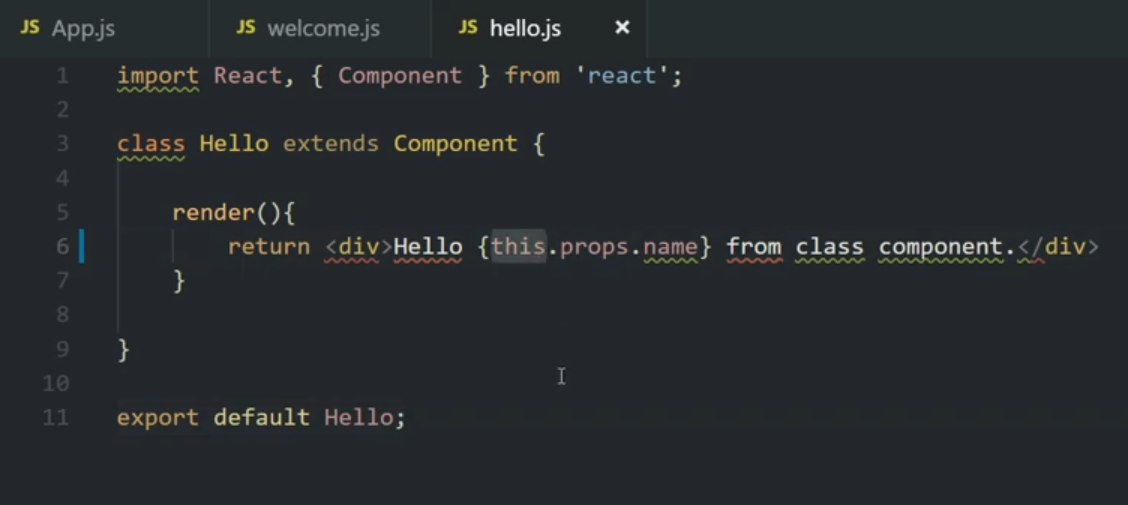 JS App.js JS welcome.js JS hello.js ×
1 import React, { Component } from 'react';
2
3 class Hello extends Component {
4
5 render(){
6 return <div>Hello {this.props.name} from class component.</div>
7 }
8
9 }
10
11 export default Hello;